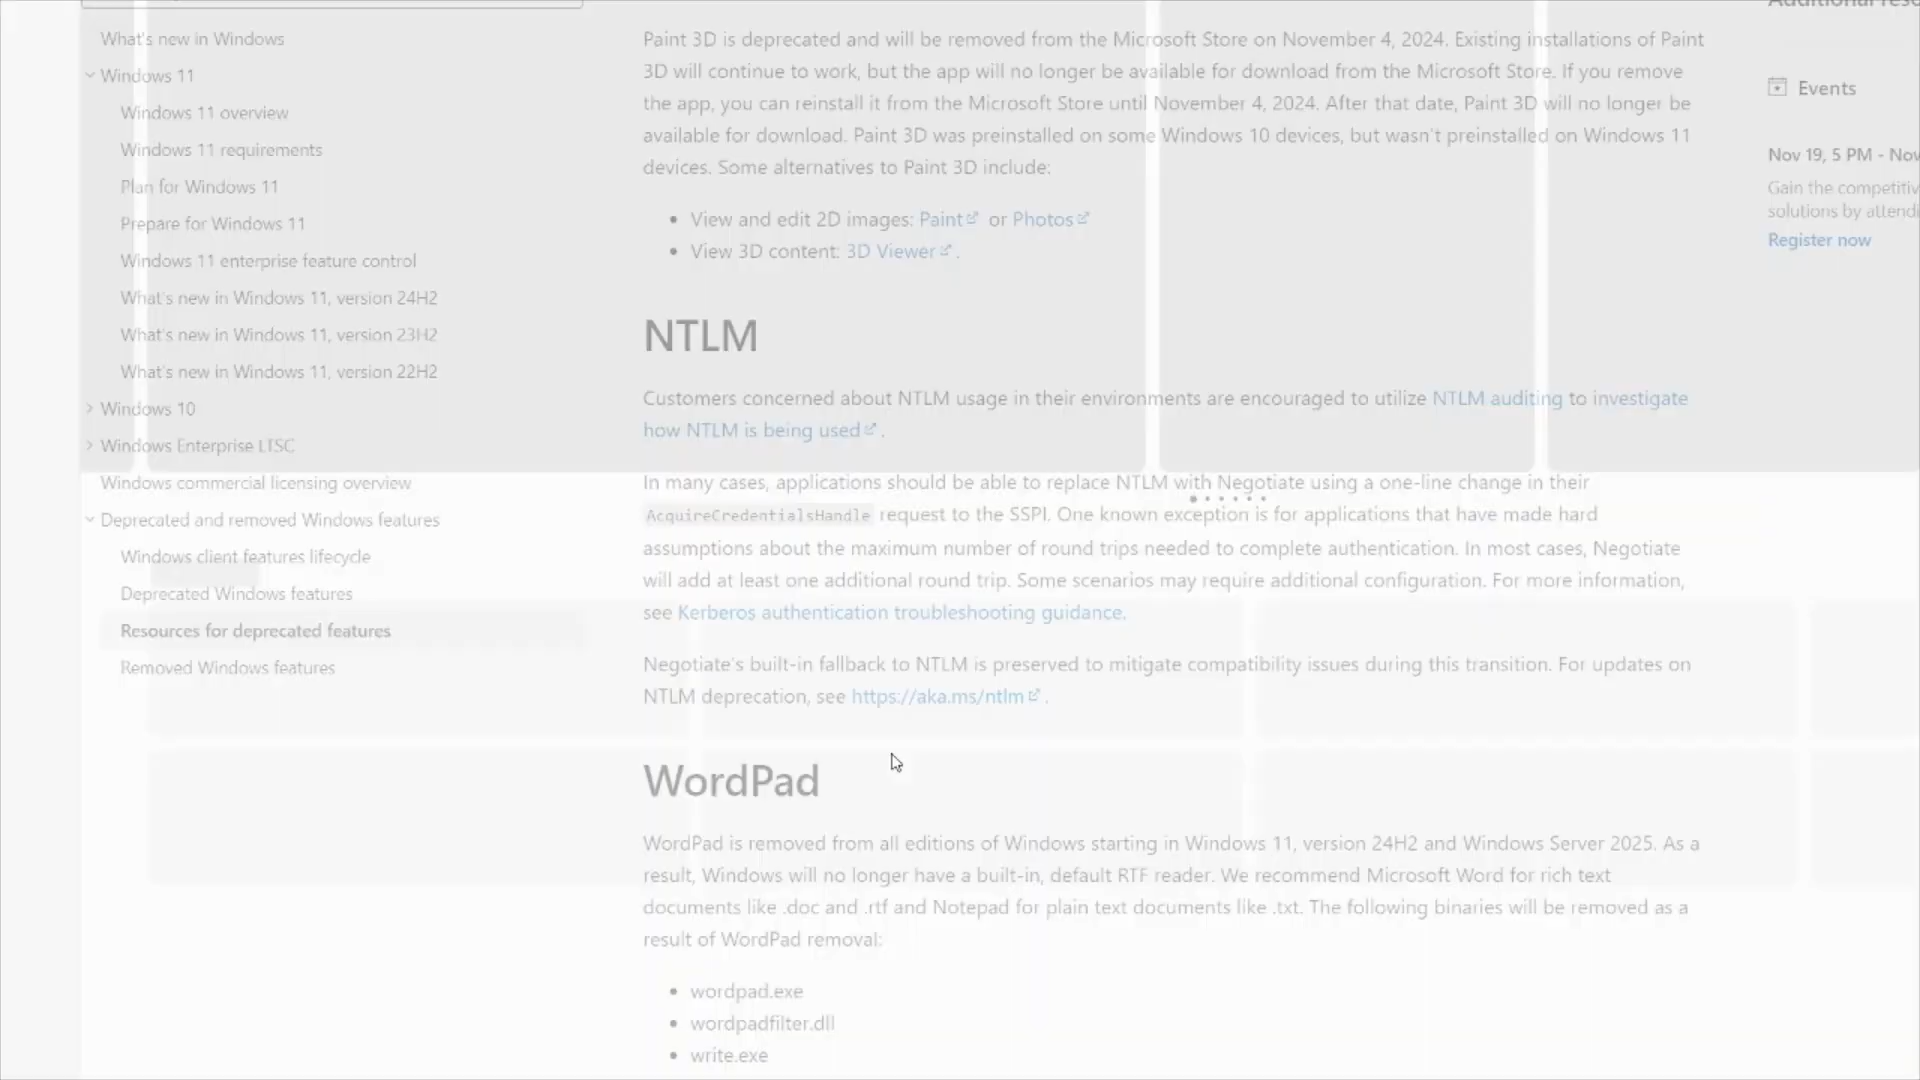 What's new in Windows
Windows 11
Windows 11 overview
Windows 11 requirements
Plan for Windows 11
Prepare for Windows 11
Windows 11 enterprise feature control
What's new in Windows 11, version 24H2
What's new in Windows 11, version 23H2
What's new in Windows 11, version 22H2
Windows 10
Windows Enterprise LTSC
Windows commercial licensing overview
Deprecated and removed Windows features
Windows client features lifecycle
Deprecated Windows features
Resources for deprecated features
Removed Windows features
Paint 3D is deprecated and will be removed from the Microsoft Store on November 4, 2024. Existing installations of Paint
3D will continue to work, but the app will no longer be available for download from the Microsoft Store. If you remove
the app, you can reinstall it from the Microsoft Store until November 4, 2024. After that date, Paint 3D will no longer be
available for download. Paint 3D was preinstalled on some Windows 10 devices, but wasn't preinstalled on Windows 11
devices. Some alternatives to Paint 3D include:
• View and edit 2D images: Paint or Photos
• View 3D content: 3D Viewer.
NTLM
Customers concerned about NTLM usage in their environments are encouraged to utilize NTLM auditing to investigate
how NTLM is being used.
In many cases, applications should be able to replace NTLM with Negotiate using a one-line change in their
AcquireCredentialsHandle request to the SSPI. One known exception is for applications that have made hard
assumptions about the maximum number of round trips needed to complete authentication. In most cases, Negotiate
will add at least one additional round trip. Some scenarios may require additional configuration. For more information,
see Kerberos authentication troubleshooting guidance.
Negotiate's built-in fallback to NTLM is preserved to mitigate compatibility issues during this transition. For updates on
NTLM deprecation, see https://aka.ms/ntlm.
WordPad
WordPad is removed from all editions of Windows starting in Windows 11, version 24H2 and Windows Server 2025. As a
result, Windows will no longer have a built-in, default RTF reader. We recommend Microsoft Word for rich text
documents like .doc and .rtf and Notepad for plain text documents like .txt. The following binaries will be removed as a
result of WordPad removal:
• wordpad.exe
• wordpadfilter.dll
• write.exe
Additional
Events
Nov 19, 5 PM - Nov
Gain the
solutions by
Register now